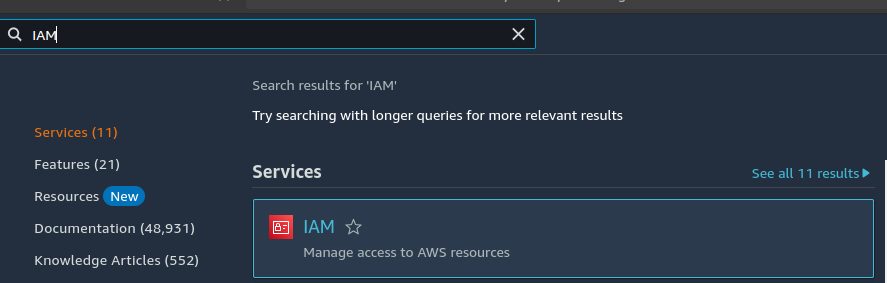 IAM
Search results for 'IAM'
Try searching with longer queries for more relevant results
Services (11)
Features (21)
Resources New
Documentation (48,931)
Knowledge Articles (552)
Services
See all 11 results
IAM
Manage access to AWS resources